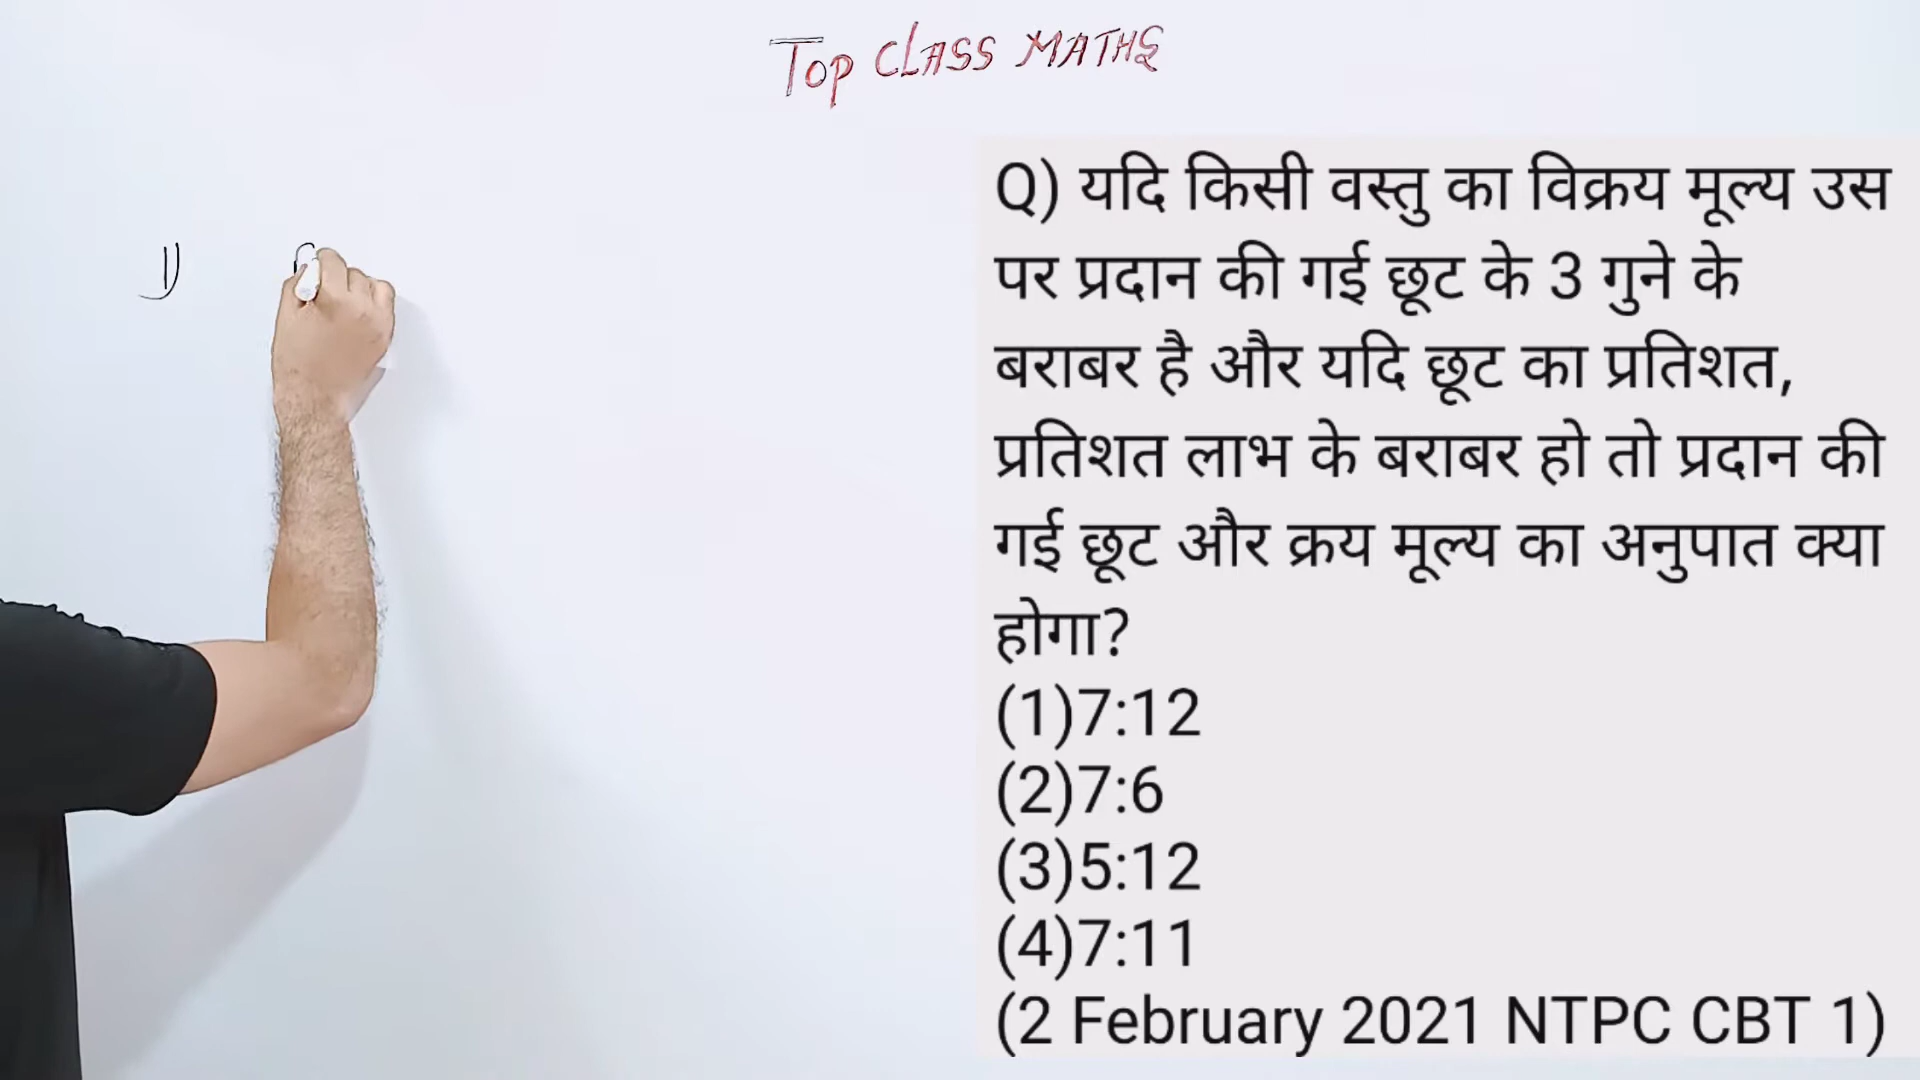 Top CLASS MATHS
1)
Q) यदि किसी वस्तु का विक्रय मूल्य उस
पर प्रदान की गई छूट के 3 गुने के
बराबर है और यदि छूट का प्रतिशत,
प्रतिशत लाभ के बराबर हो तो प्रदान की
गई छूट और क्रय मूल्य का अनुपात क्या
होगा?
(1)7:12
(2)7:6
(3)5:12
(4)7:11
(2 February 2021 NTPC CBT 1)